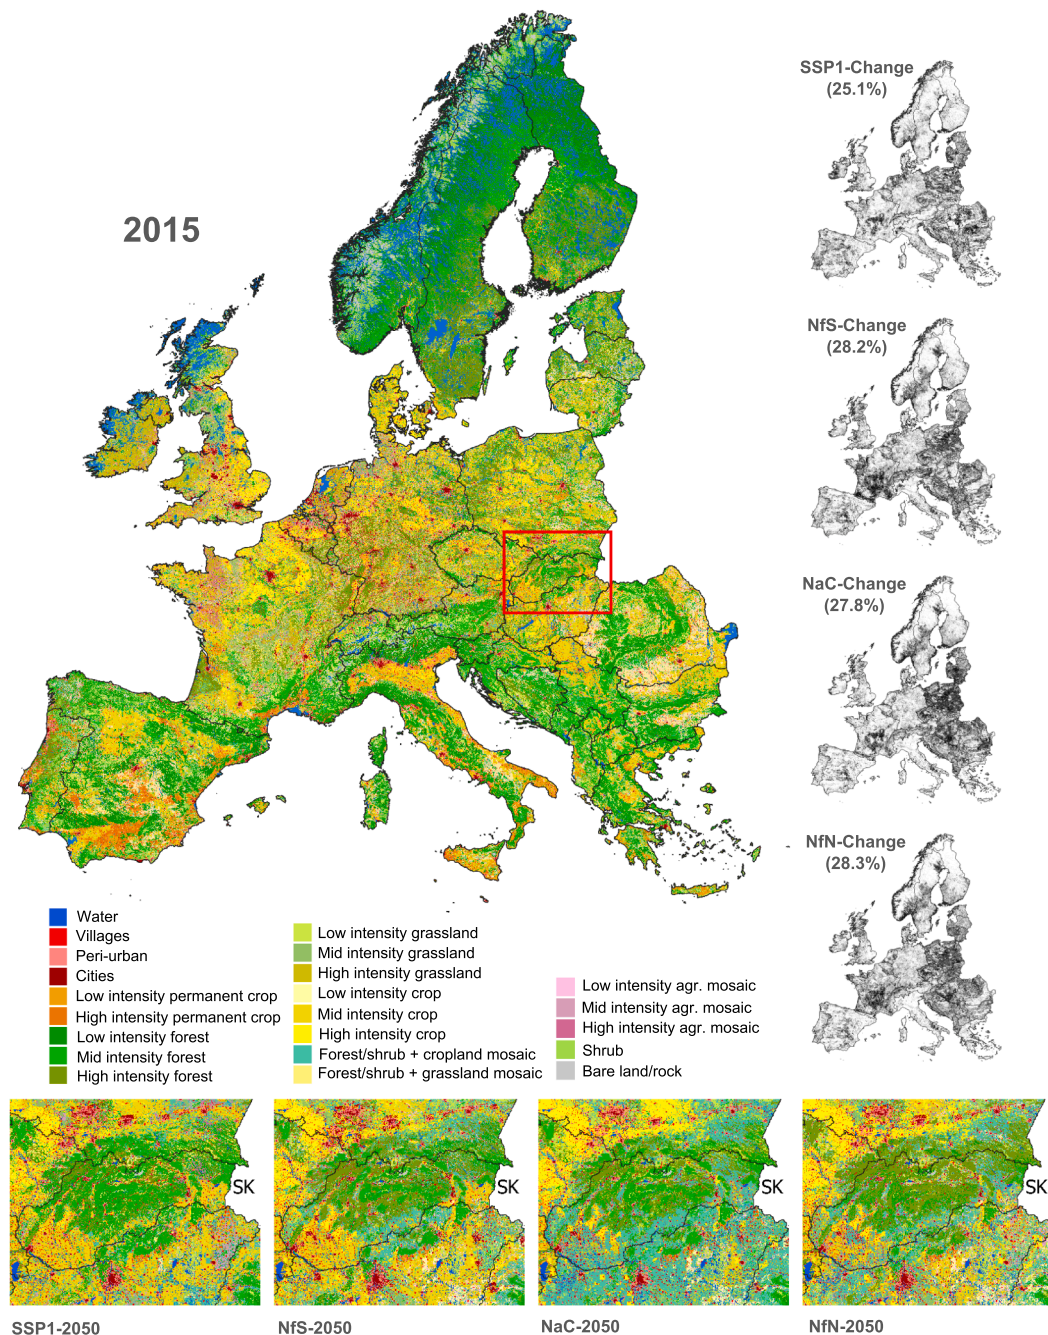 2015
SSP1-Change
(25.1%)
NfS-Change
(28.2%)
NaC-Change
(27.8%)
NfN-Change
(28.3%)
Water
Villages
Peri-urban
Cities
Low intensity permanent crop
High intensity permanent crop
Low intensity forest
Mid intensity forest
High intensity forest
Low intensity grassland
Mid intensity grassland
High intensity grassland
Low intensity crop
Mid intensity crop
High intensity crop
Forest/shrub + cropland mosaic
Forest/shrub + grassland mosaic
Low intensity agr. mosaic
Mid intensity agr. mosaic
High intensity agr. mosaic
Shrub
Bare land/rock
SK
SK
SK
SK
SSP1-2050
NfS-2050
NaC-2050
NfN-2050